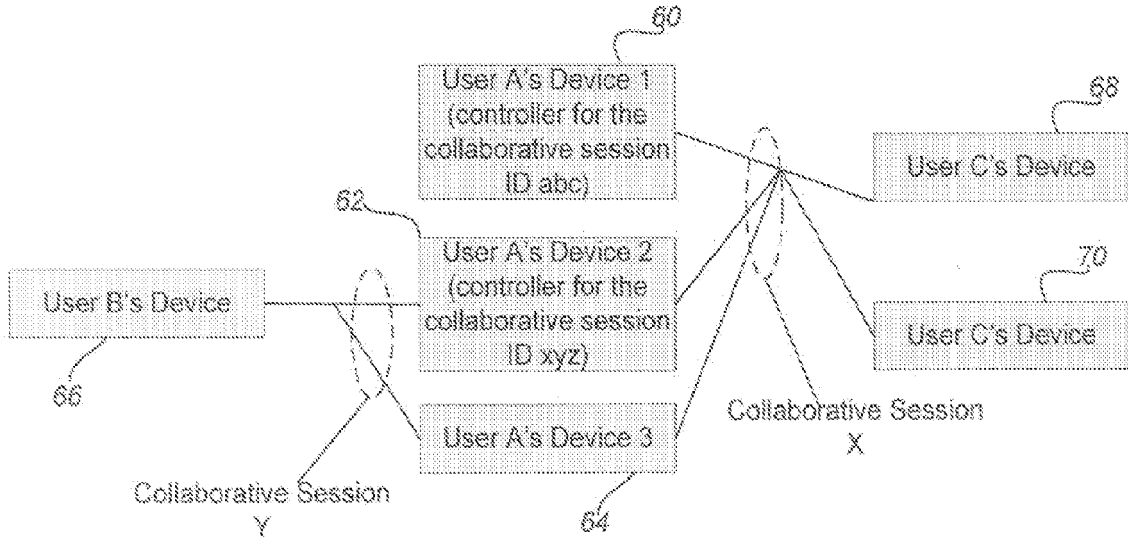 60
User A's Device 1
(controller for the
collaborative session
ID abc)
68
User C's Device
62
User A's Device 2
(controller for the
collaborative session
ID xyz)
70
User B's Device
User C's Device
66
User A's Device 3
Collaborative Session
X
Collaborative Session
Y
64